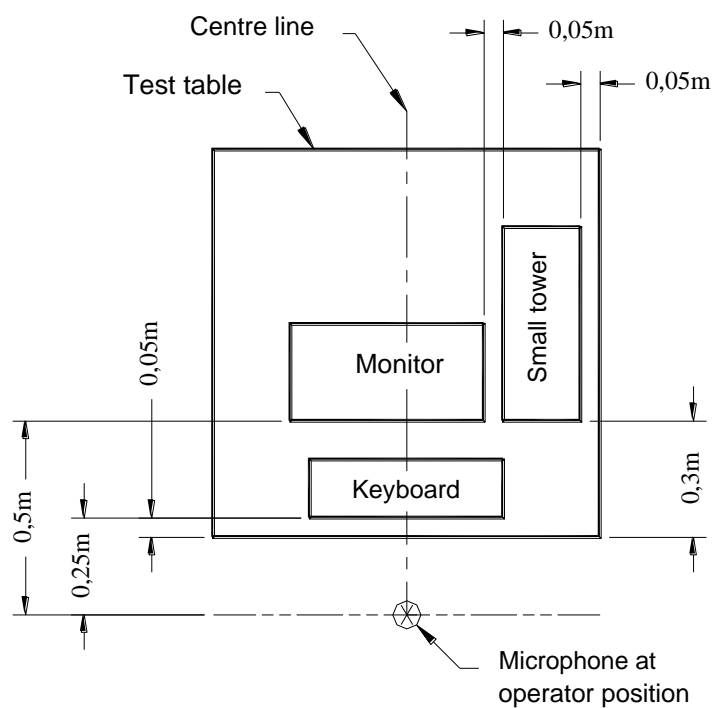 Centre line
0,05m
Test table
0,05m
Small tower
0,05m
Monitor
Keyboard
0,5m
0,25m
0,3m
Microphone at
operator position